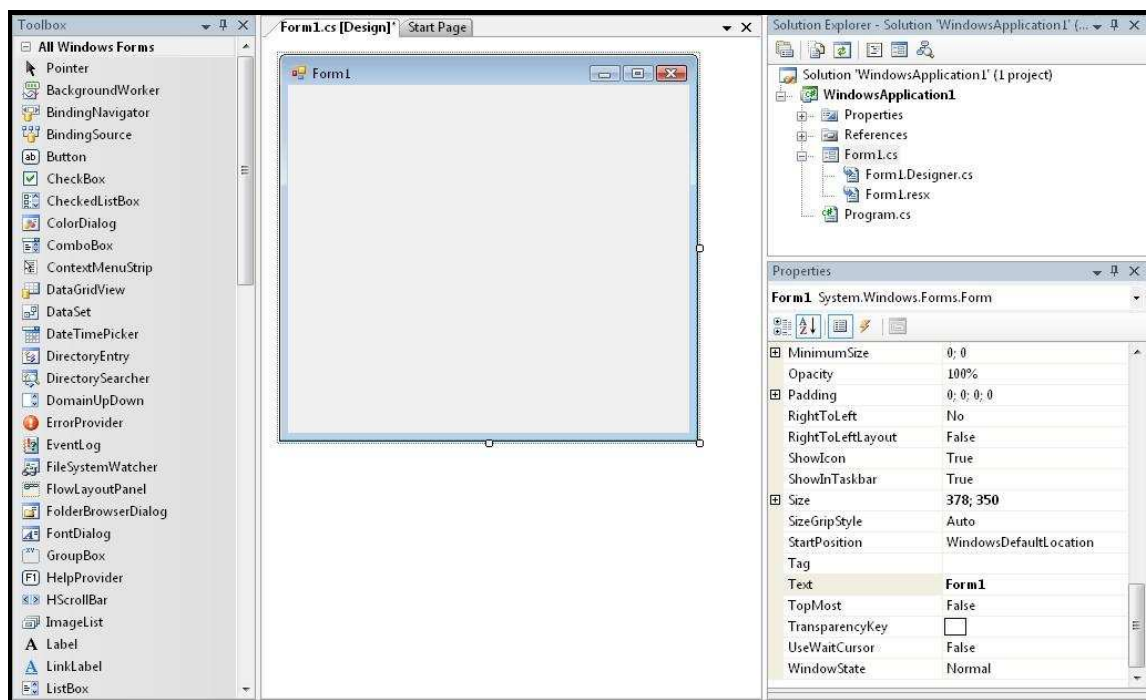 Toolbox
All Windows Forms
Pointer
BackgroundWorker
BindingNavigator
BindingSource
ab Button
CheckBox
CheckedListBox
ColorDialog
ComboBox
ContextMenuStrip
DataGridView
DataSet
DateTimePicker
DirectoryEntry
DirectorySearcher
DomainUpDown
ErrorProvider
EventLog
FileSystemWatcher
FlowLayoutPanel
FolderBrowserDialog
FontDialog
GroupBox
F1 HelpProvider
HScrollBar
ImageList
A Label
A LinkLabel
ListBox
Form1.cs [Design]* Start Page
Form1
Solution Explorer - Solution 'WindowsApplication1' (...
Solution 'WindowsApplication1' (1 project)
WindowsApplication1
Properties
References
Form1.cs
Form1.Designer.cs
Form1.resx
Program.cs
Properties
Form1 System.Windows.Forms.Form
MinimumSize 0; 0
Opacity 100%
Padding 0; 0; 0; 0
RightToLeft No
RightToLeftLayout False
ShowIcon True
ShowInTaskbar True
Size 378; 350
SizeGripStyle Auto
StartPosition WindowsDefaultLocation
Tag
Text Form1
TopMost False
TransparencyKey
UseWaitCursor False
WindowState Normal